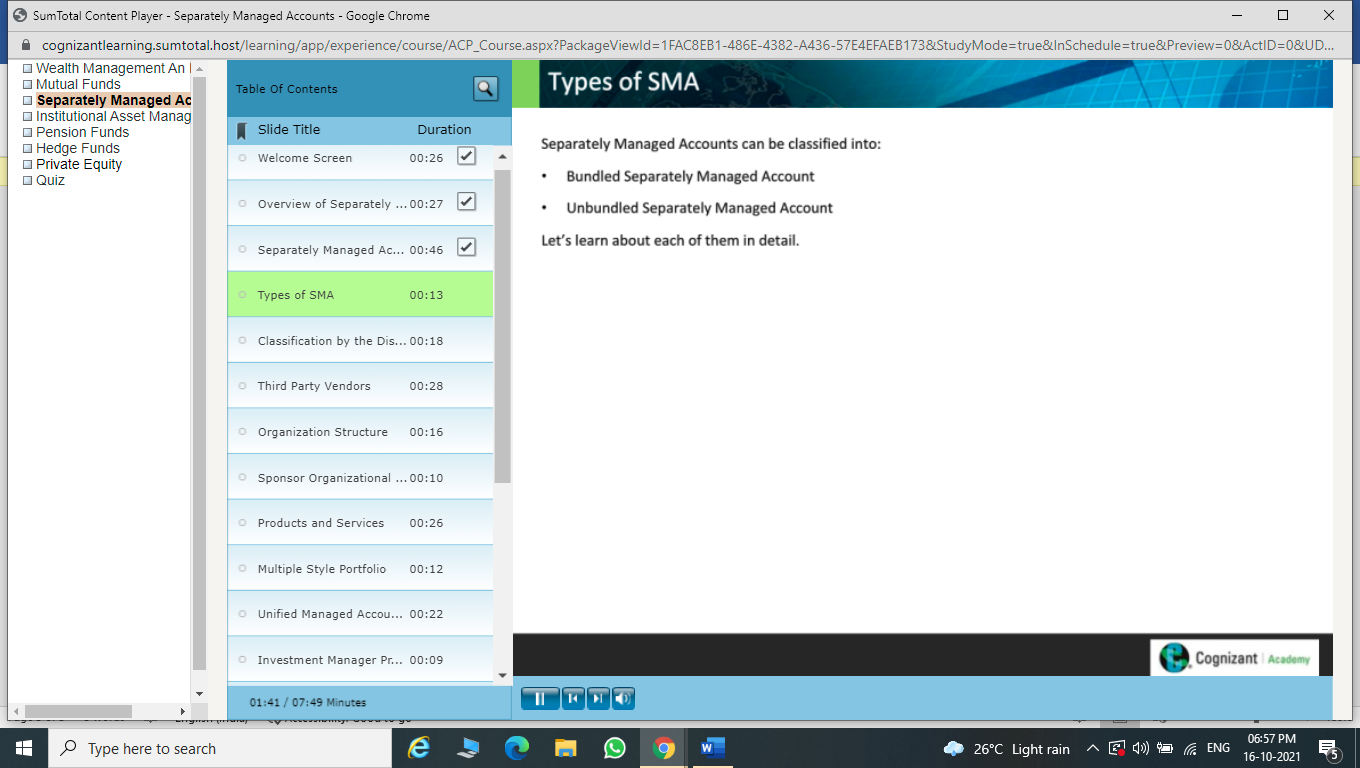 SumTotal Content Player - Separately Managed Accounts - Google Chrome
cognizantlearning.sumtotal.host/learning/app/experience/course/ACP_Course.aspx?PackageViewId=1FAC8EB1-486E-4382-A436-57E4EFAEB173&StudyMode=true&InSchedule=true&Preview=0&ActID=0&UD...
Wealth Management An
Mutual Funds
Separately Managed Ac
Institutional Asset Manag
Pension Funds
Hedge Funds
Private Equity
Quiz
Table Of Contents
Slide Title Duration
Welcome Screen 00:26
Overview of Separately ... 00:27
Separately Managed Ac... 00:46
Types of SMA 00:13
Classification by the Dis... 00:18
Third Party Vendors 00:28
Organization Structure 00:16
Sponsor Organizational ... 00:10
Products and Services 00:26
Multiple Style Portfolio 00:12
Unified Managed Accou... 00:22
Investment Manager Pr... 00:09
01:41 / 07:49 Minutes
Types of SMA
Separately Managed Accounts can be classified into:
• Bundled Separately Managed Account
• Unbundled Separately Managed Account
Let's learn about each of them in detail.
Cognizant | Academy
Type here to search
26°C Light rain
ENG
06:57 PM
16-10-2021
5